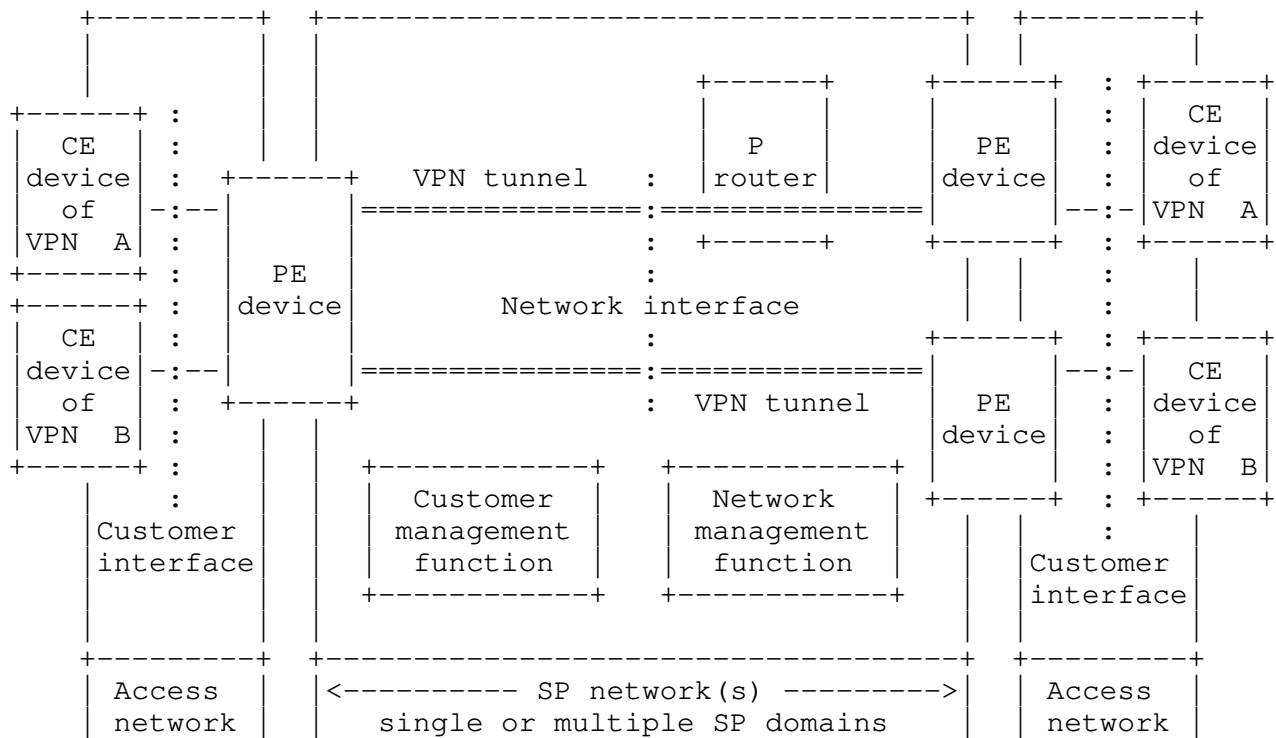 CE
device
of
VPN A
CE
device
of
VPN B
PE
device
VPN tunnel
P
router
Network interface
VPN tunnel
PE
device
PE
device
CE
device
of
VPN A
CE
device
of
VPN B
Customer
interface
Customer
management
function
Network
management
function
Customer
interface
Access
network
SP network(s)
single or multiple SP domains
Access
network